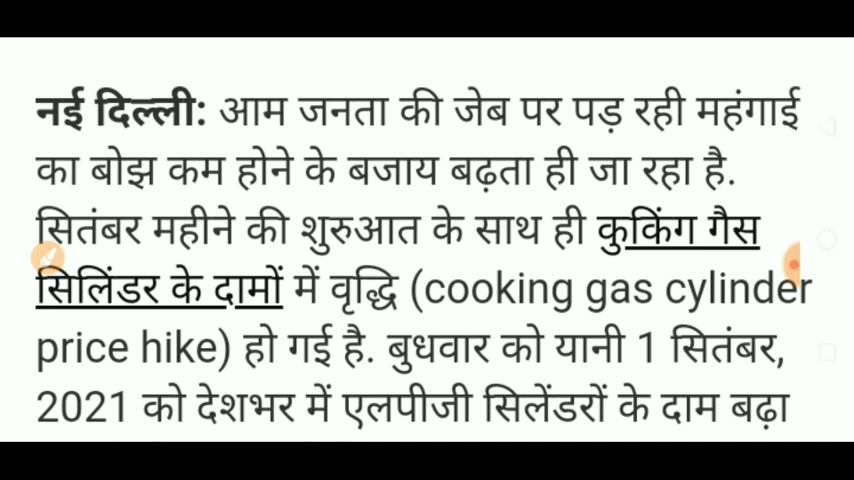 नई दिल्ली: आम जनता की जेब पर पड़ रही महंगाई
का बोझ कम होने के बजाय बढ़ता ही जा रहा है.
सितंबर महीने की शुरुआत के साथ ही कुकिंग गैस
सिलिंडर के दामों में वृद्धि (cooking gas cylinder
price hike) हो गई है. बुधवार को यानी 1 सितंबर,
2021 को देशभर में एलपीजी सिलेंडरों के दाम बढ़ा